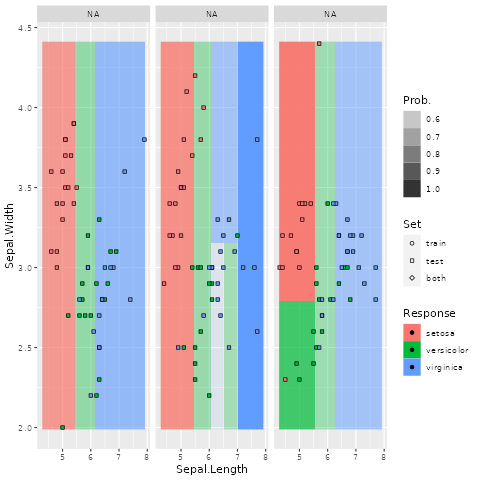 NA NA NA
4.5
4.0
3.5
3.0
2.5
2.0
5 6 7 8 5 6 7 8 5 6 7 8
Sepal.Length
Sepal.Width
Prob.
0.6
0.7
0.8
0.9
1.0
Set
train
test
both
Response
setosa
versicolor
virginica